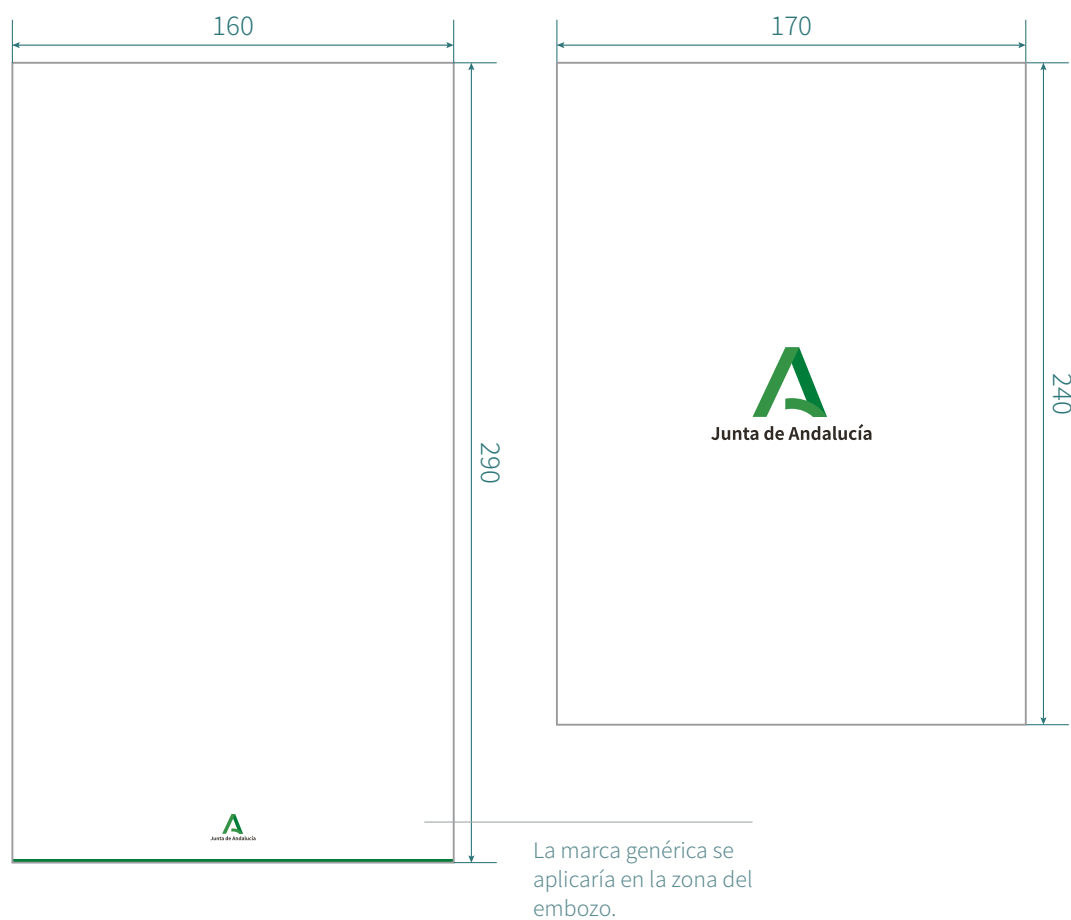 160
170
290
240
Junta de Andalucía
Junta de Andalucía
La marca genérica se
aplicaría en la zona del
embozo.